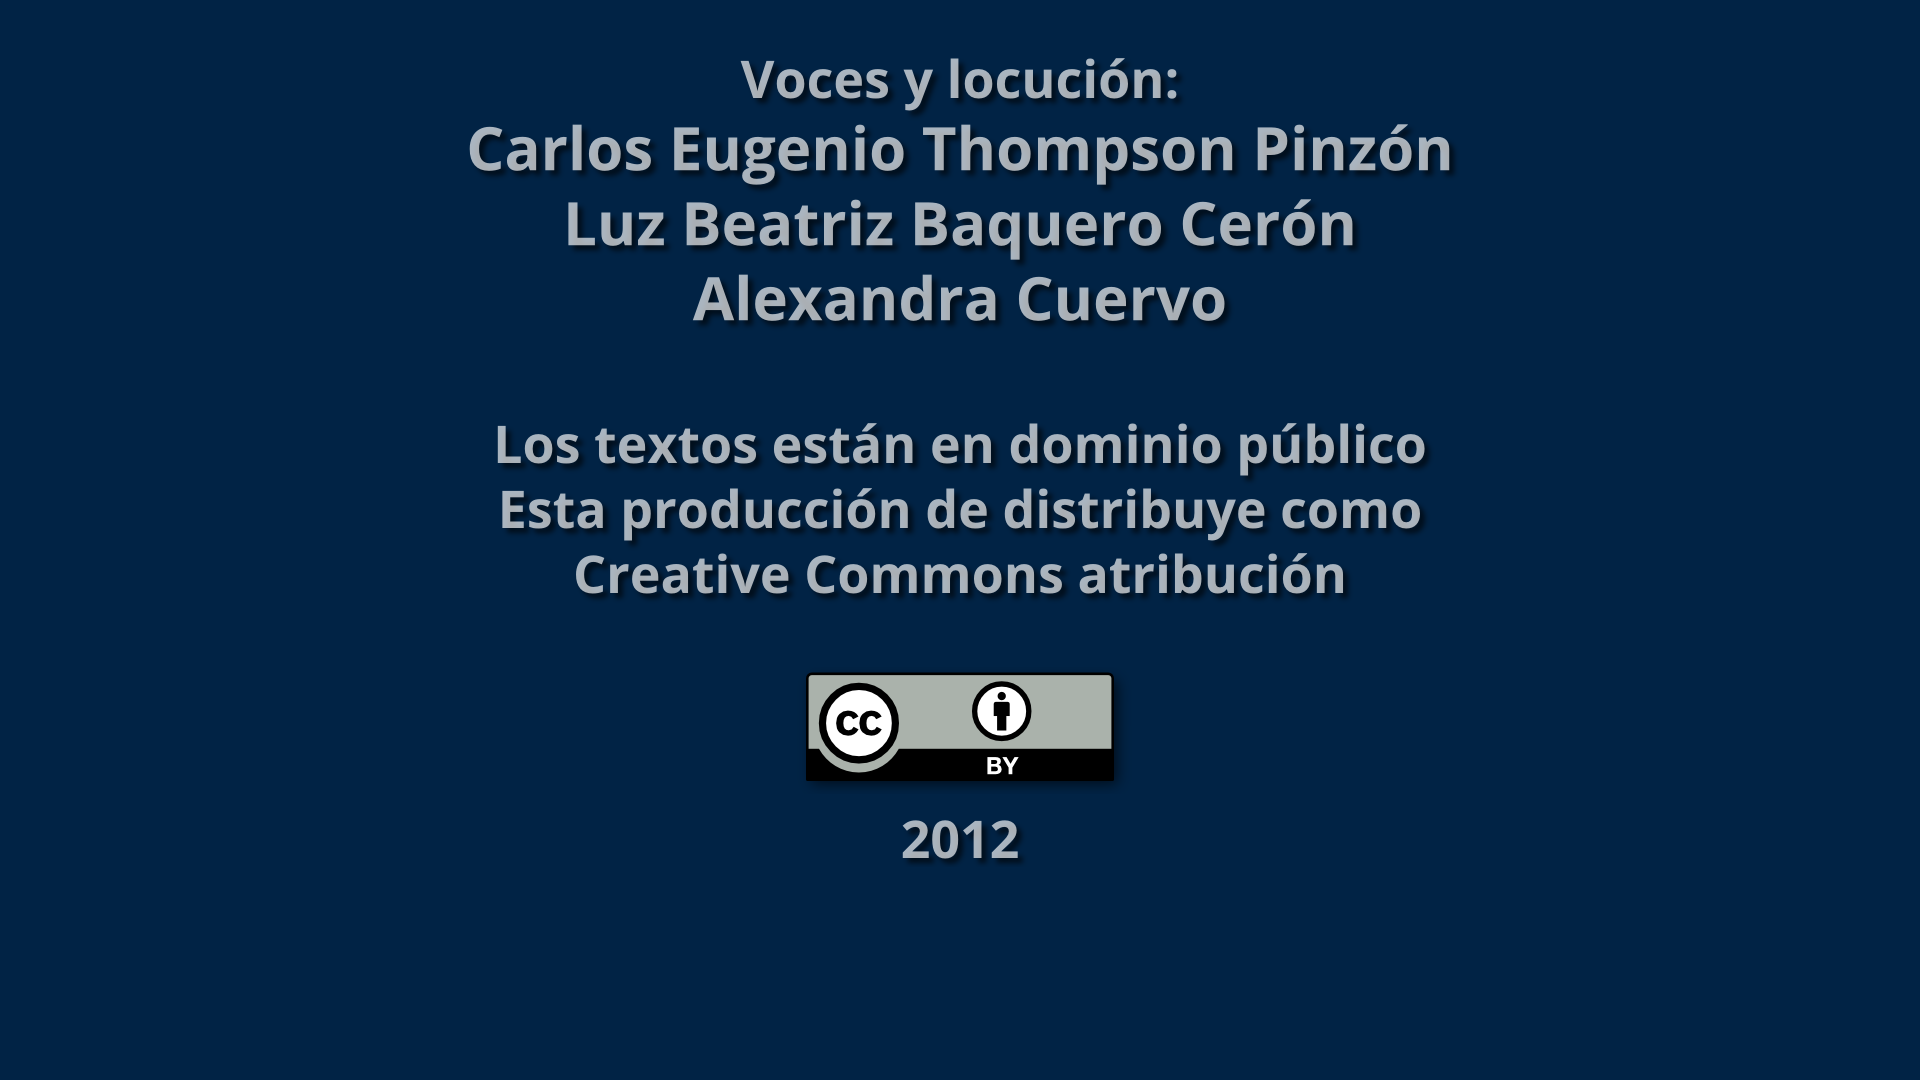 Voces y locución:
Carlos Eugenio Thompson Pinzón
Luz Beatriz Baquero Cerón
Alexandra Cuervo
Los textos están en dominio público
Esta producción de distribuye como
Creative Commons atribución
cc
BY
2012